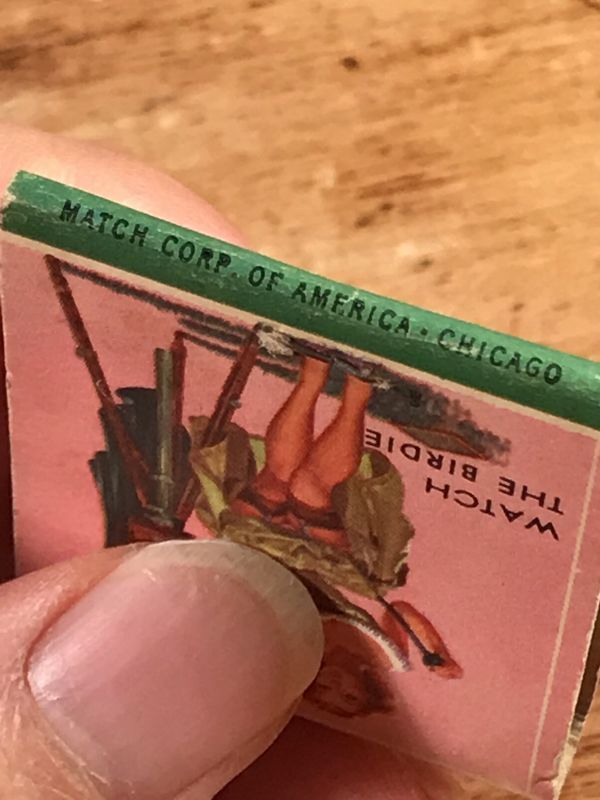 MATCH CORP. OF AMERICA • CHICAGO
WATCH
THE BIRDIE